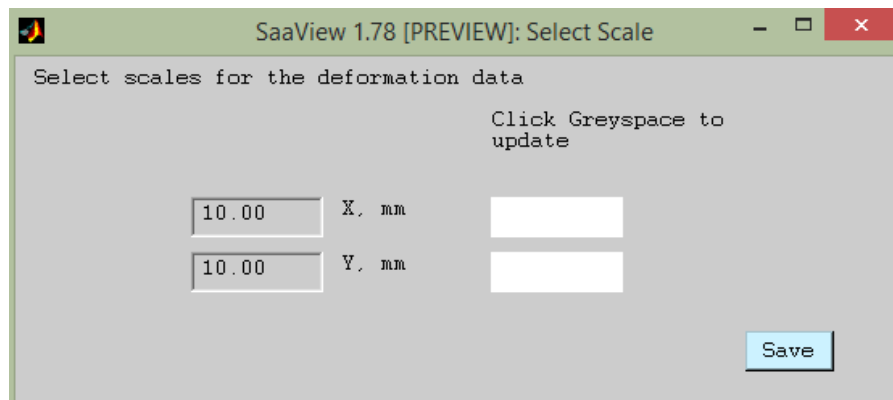 SaaView 1.78 [PREVIEW]: Select Scale
Select scales for the deformation data
Click Greyspace to
update
10.00 X, mm
10.00 Y, mm
Save